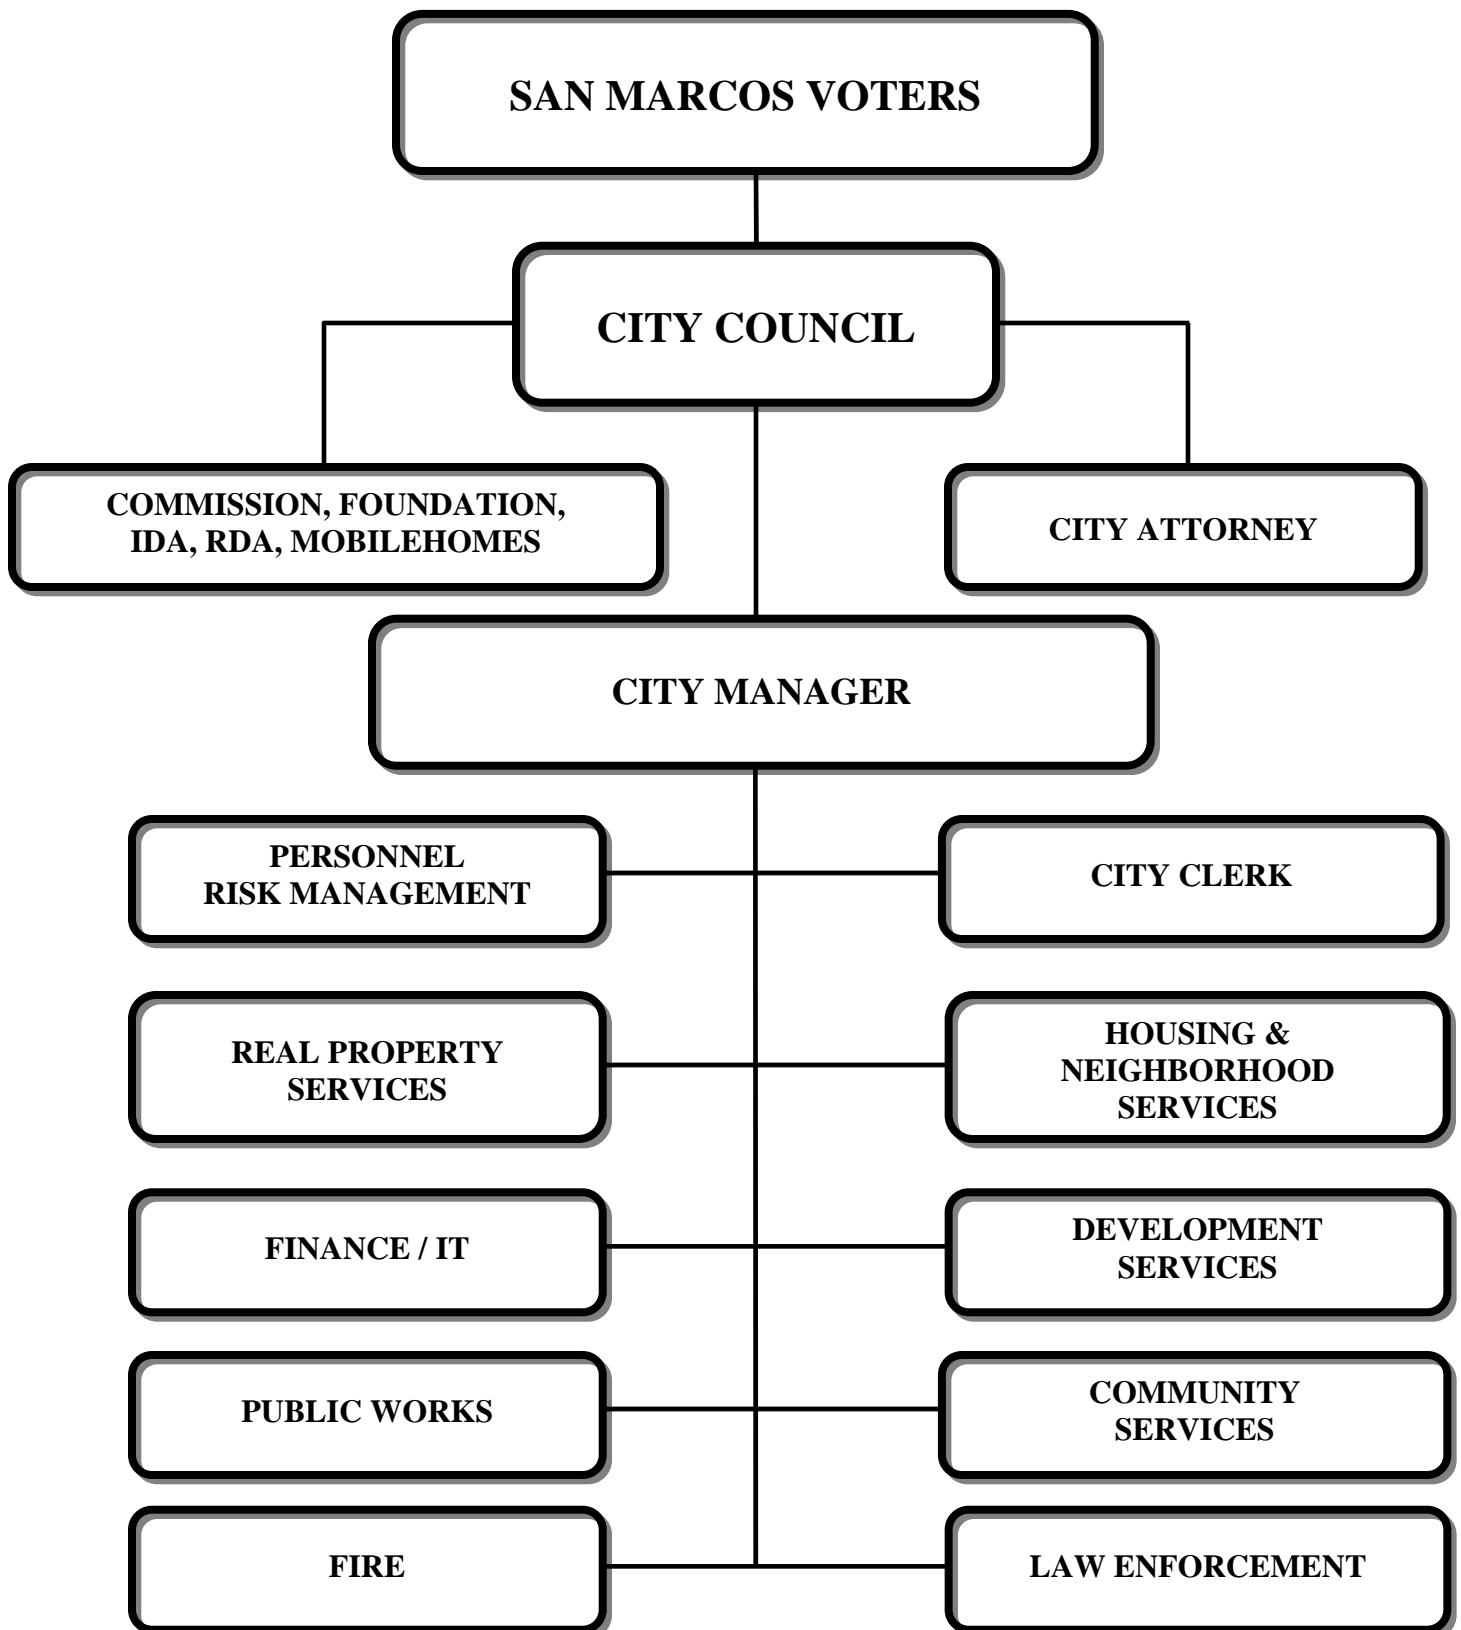 SAN MARCOS VOTERS
CITY COUNCIL
COMMISSION, FOUNDATION,
IDA, RDA, MOBILEHOMES
CITY ATTORNEY
CITY MANAGER
PERSONNEL
RISK MANAGEMENT
CITY CLERK
REAL PROPERTY
SERVICES
HOUSING &
NEIGHBORHOOD
SERVICES
FINANCE / IT
DEVELOPMENT
SERVICES
PUBLIC WORKS
COMMUNITY
SERVICES
FIRE
LAW ENFORCEMENT